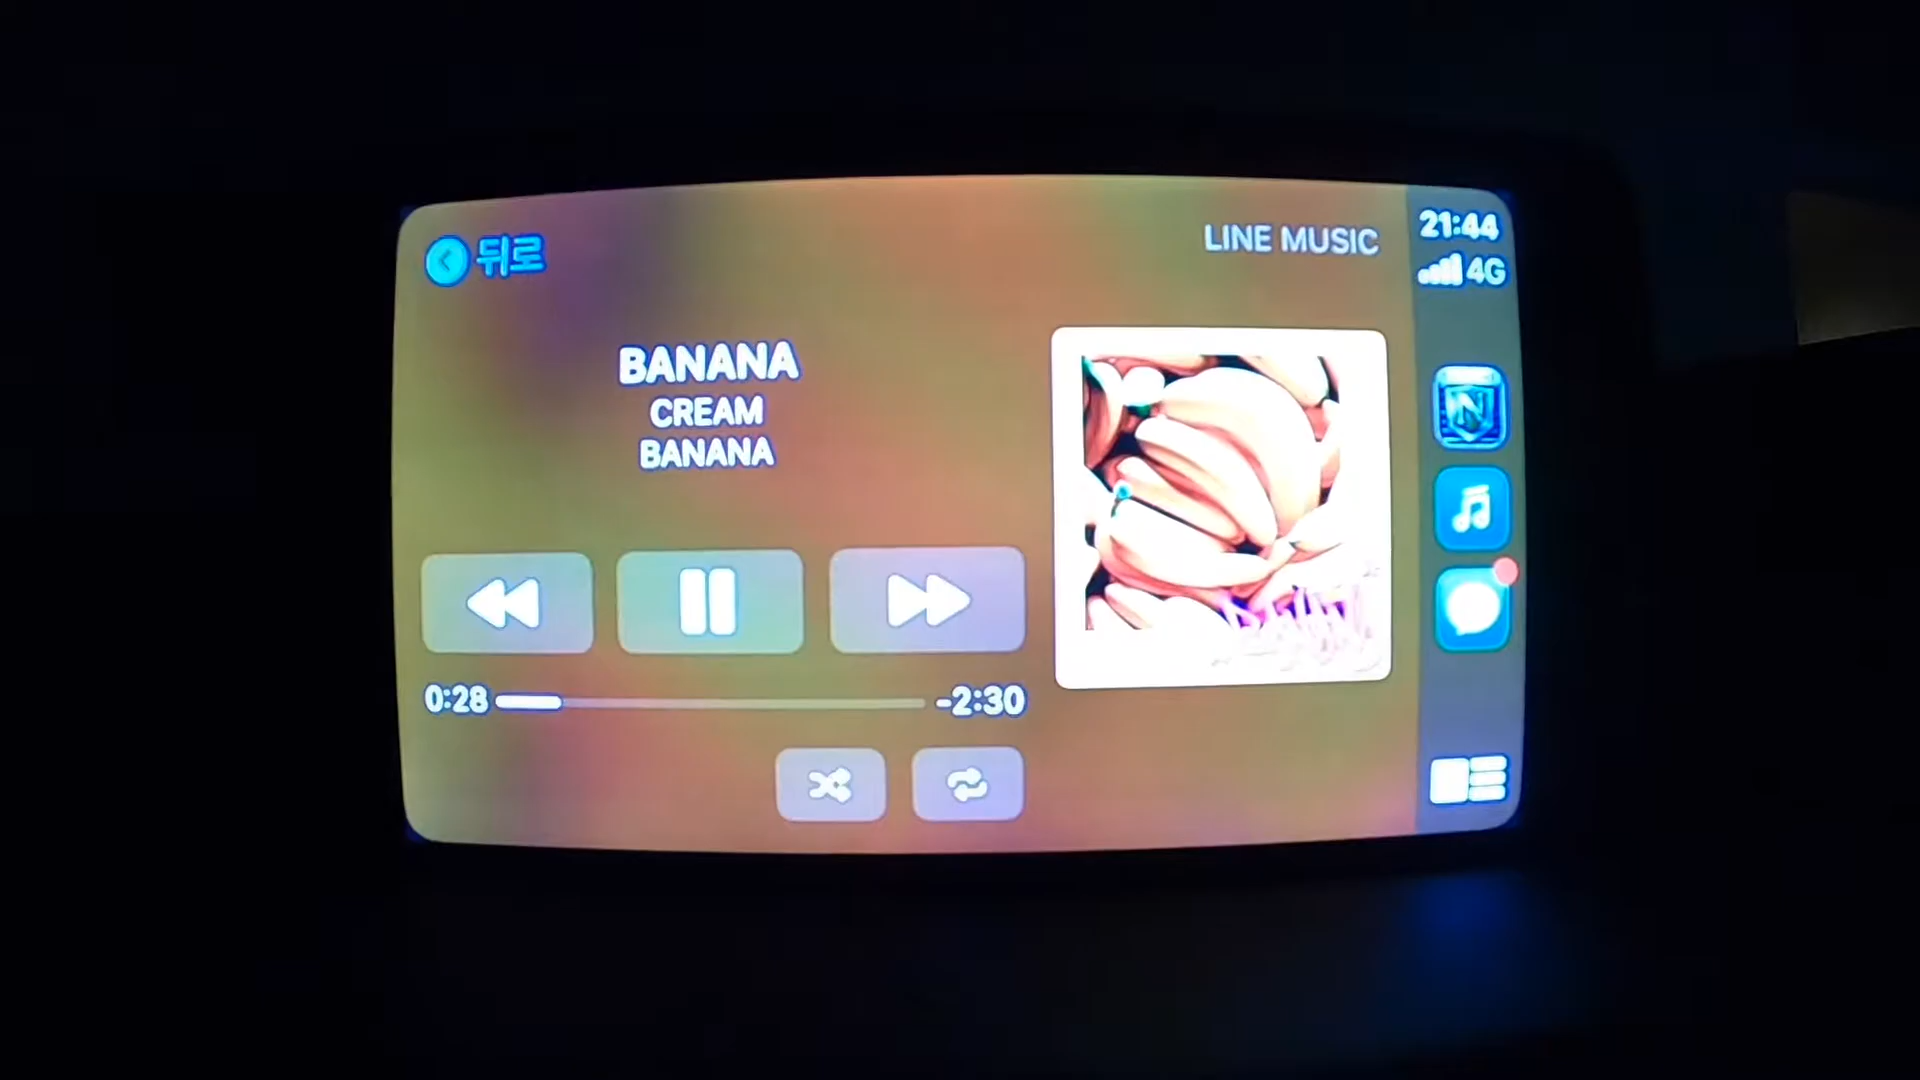 뒤로
LINE MUSIC
21:44
4G
BANANA
CREAM
BANANA
N
0:28
-2:30